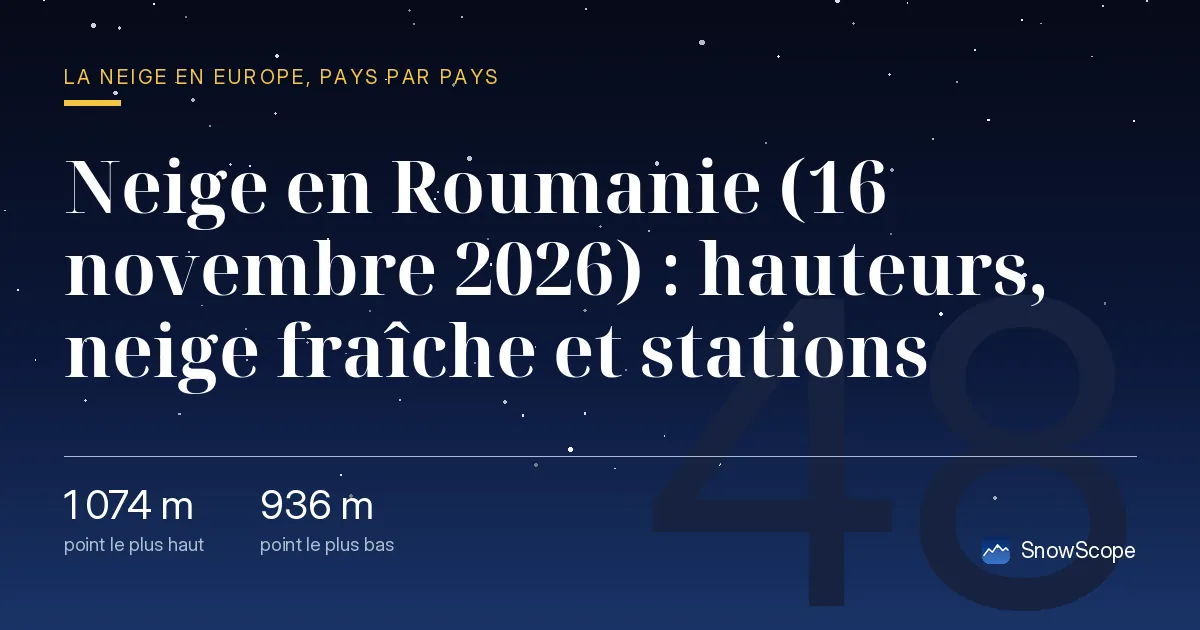 LA NEIGE EN EUROPE, PAYS PAR PAYS
Neige en Roumanie (16
novembre 2026) : hauteurs,
neige fraîche et stations
48
1 074 m
936 m
point le plus haut
point le plus bas
SnowScope